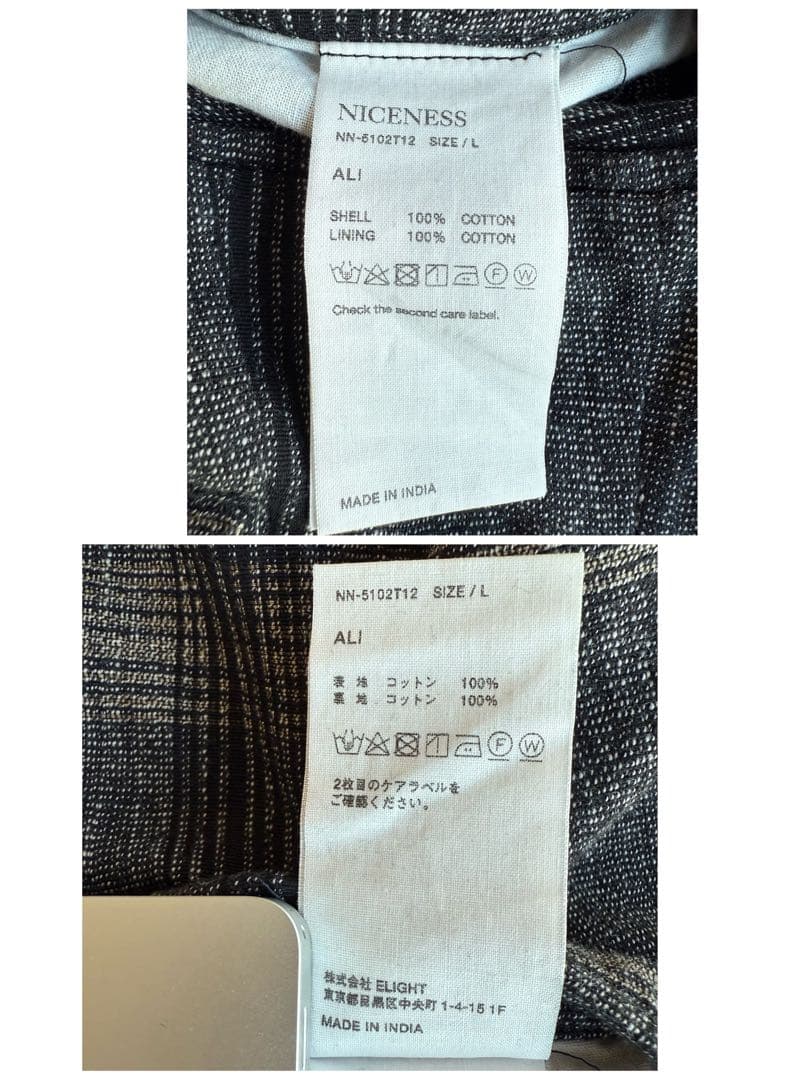 NICENESS
NN-5102T12 SIZE / L
ALI
SHELL 100% COTTON
LINING 100% COTTON
F W
Check the second care label.
MADE IN INDIA
NN-5102T12 SIZE / L
ALI
表 地 コットン 100%
裏 地 コットン 100%
F W
2枚目のケアラベルを
ご確認ください。
株式会社 ELIGHT
東京都目黒区中央町 1-4-15 1F
MADE IN INDIA